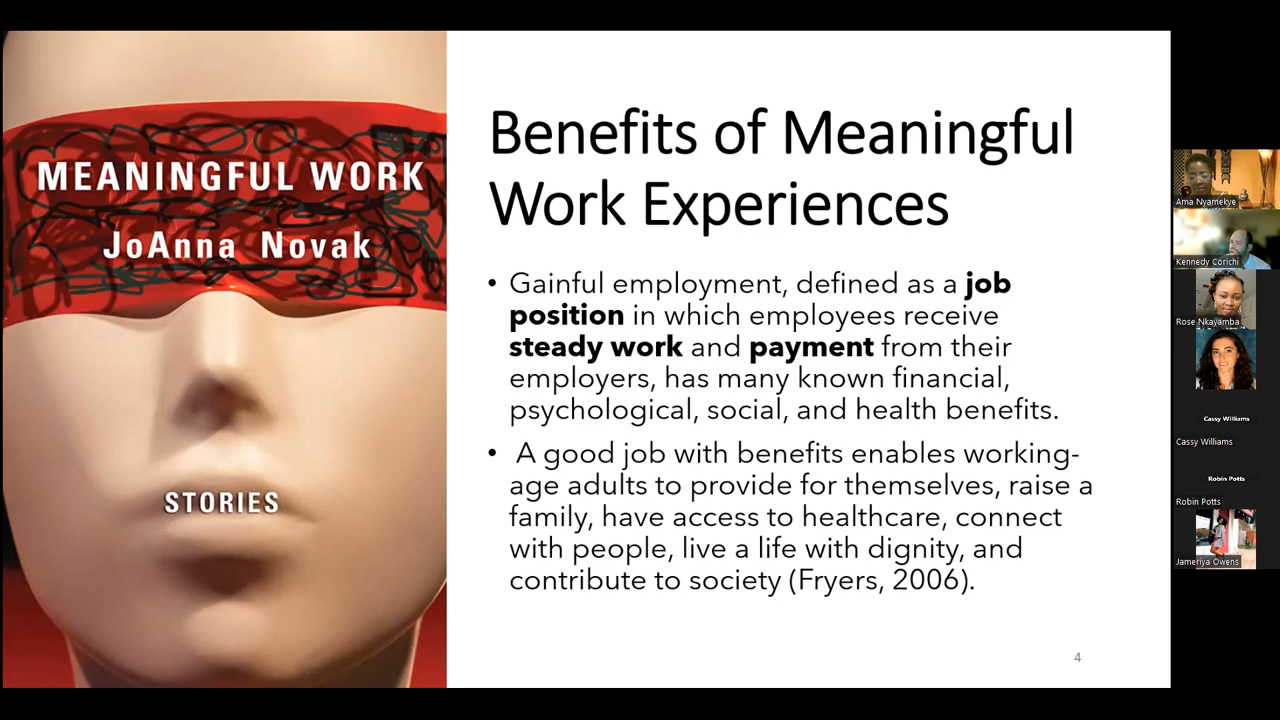 MEANINGFUL WORK
JoAnna Novak
STORIES
Benefits of Meaningful
Work Experiences
• Gainful employment, defined as a job
position in which employees receive
steady work and payment from their
employers, has many known financial,
psychological, social, and health benefits.
• A good job with benefits enables working-
age adults to provide for themselves, raise a
family, have access to healthcare, connect
with people, live a life with dignity, and
contribute to society (Fryers, 2006).
4
Ama Nyamekye
Kennedy Corichi
Rose Nkayamba
Cassy Williams
Cassy Williams
Robin Potts
Robin Potts
Jameriya Owens